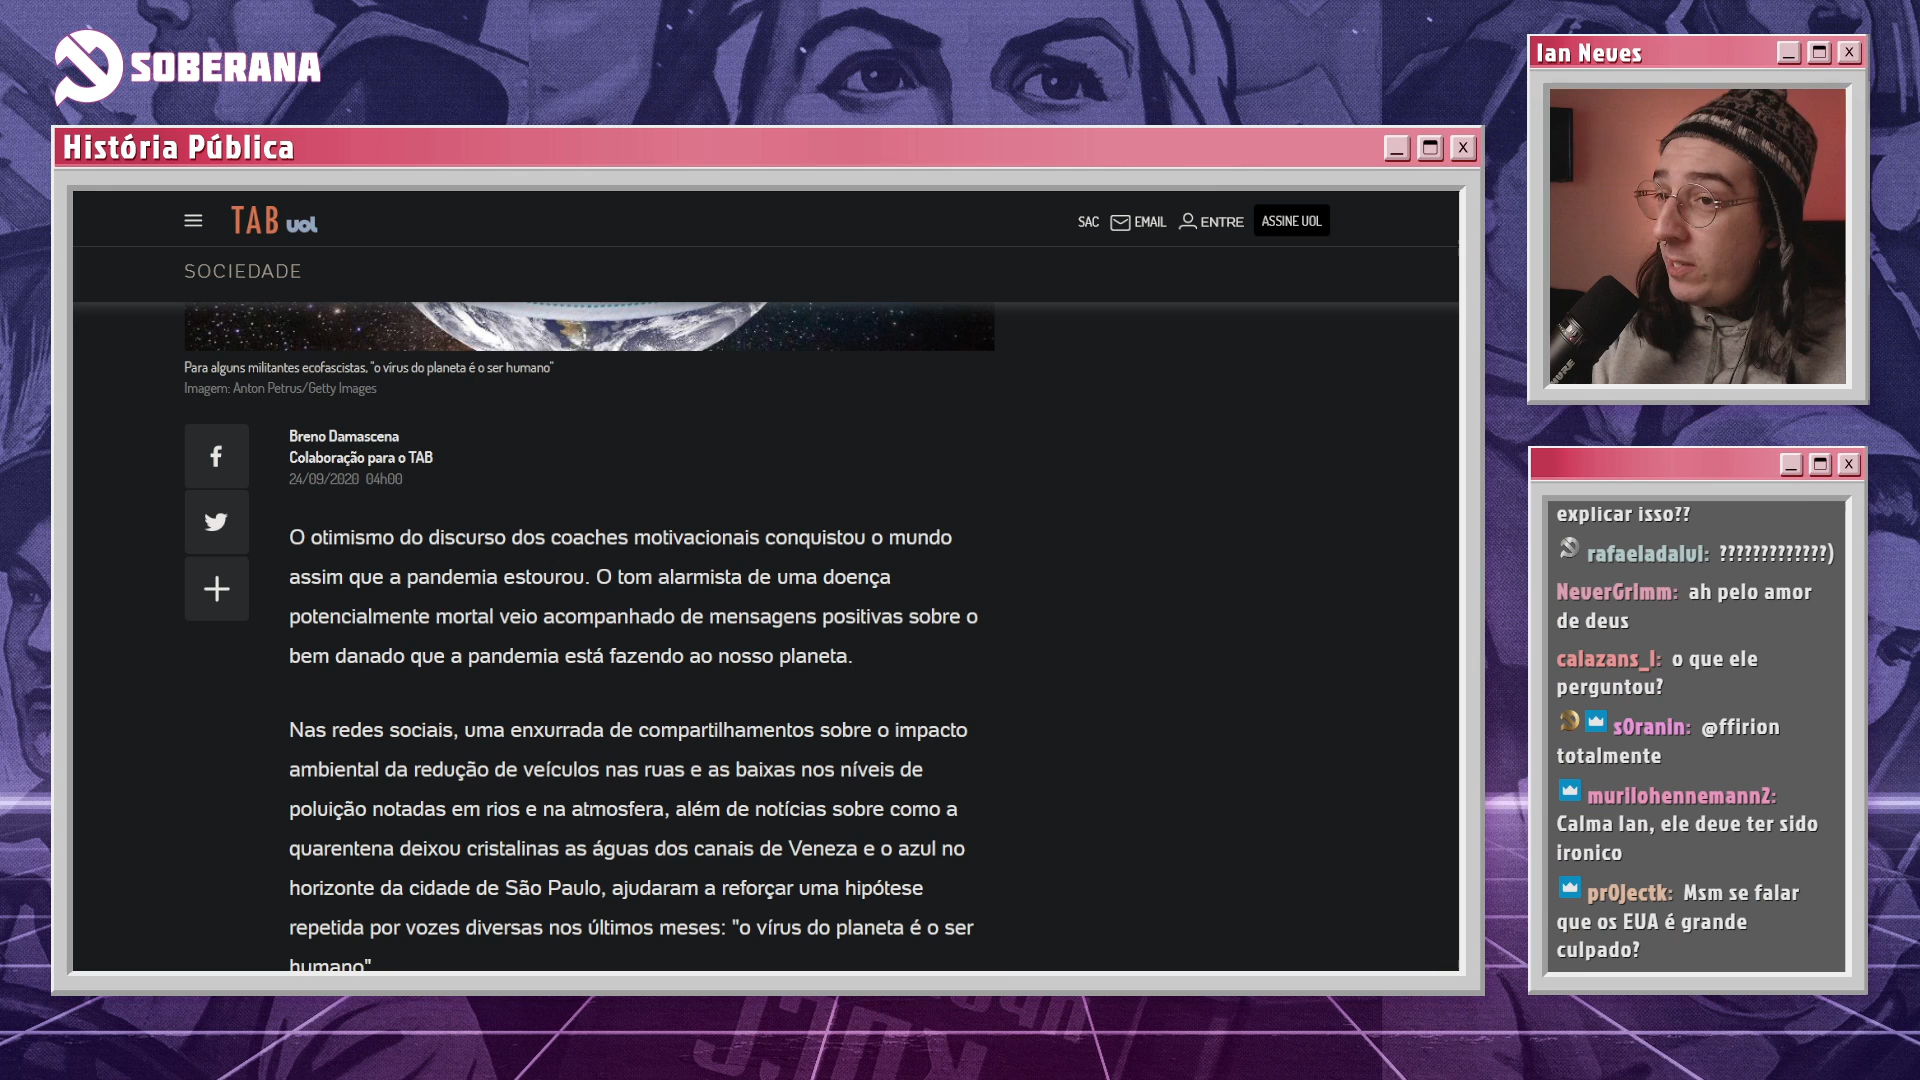 SOBERANA
História Pública
TAB uol
SAC
EMAIL
ENTRE
ASSINE UOL
SOCIEDADE
Para alguns militantes ecofascistas, "o vírus do planeta é o ser humano"
Imagem: Anton Petrus/Getty Images
Breno Damascena
Colaboração para o TAB
24/09/2020 04h00
O otimismo do discurso dos coaches motivacionais conquistou o mundo
assim que a pandemia estourou. O tom alarmista de uma doença
potencialmente mortal veio acompanhado de mensagens positivas sobre o
bem danado que a pandemia está fazendo ao nosso planeta.
Nas redes sociais, uma enxurrada de compartilhamentos sobre o impacto
ambiental da redução de veículos nas ruas e as baixas nos níveis de
poluição notadas em rios e na atmosfera, além de notícias sobre como a
quarentena deixou cristalinas as águas dos canais de Veneza e o azul no
horizonte da cidade de São Paulo, ajudaram a reforçar uma hipótese
repetida por vozes diversas nos últimos meses: "o vírus do planeta é o ser
humano"
Ian Neves
explicar isso??
rafaeladalvi: ?????????????)
NeverGrimm: ah pelo amor
de deus
calazans_l: o que ele
perguntou?
s0ranin: @ffirion
totalmente
murilohennemann2:
Calma Ian, ele deve ter sido
ironico
pr0jectk: Msm se falar
que os EUA é grande
culpado?